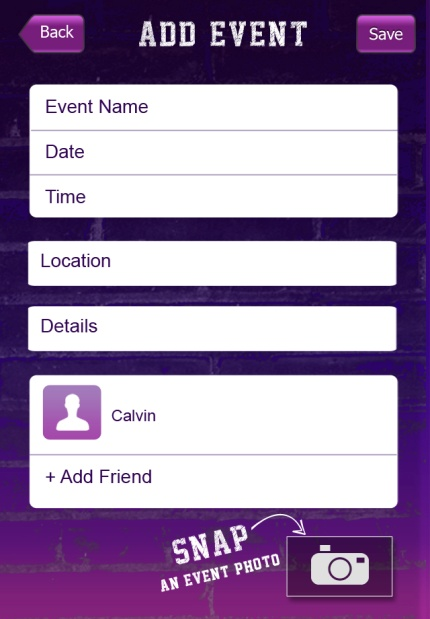 Back
ADD EVENT
Save
Event Name
Date
Time
Location
Details
Calvin
+ Add Friend
SNAP
AN EVENT PHOTO